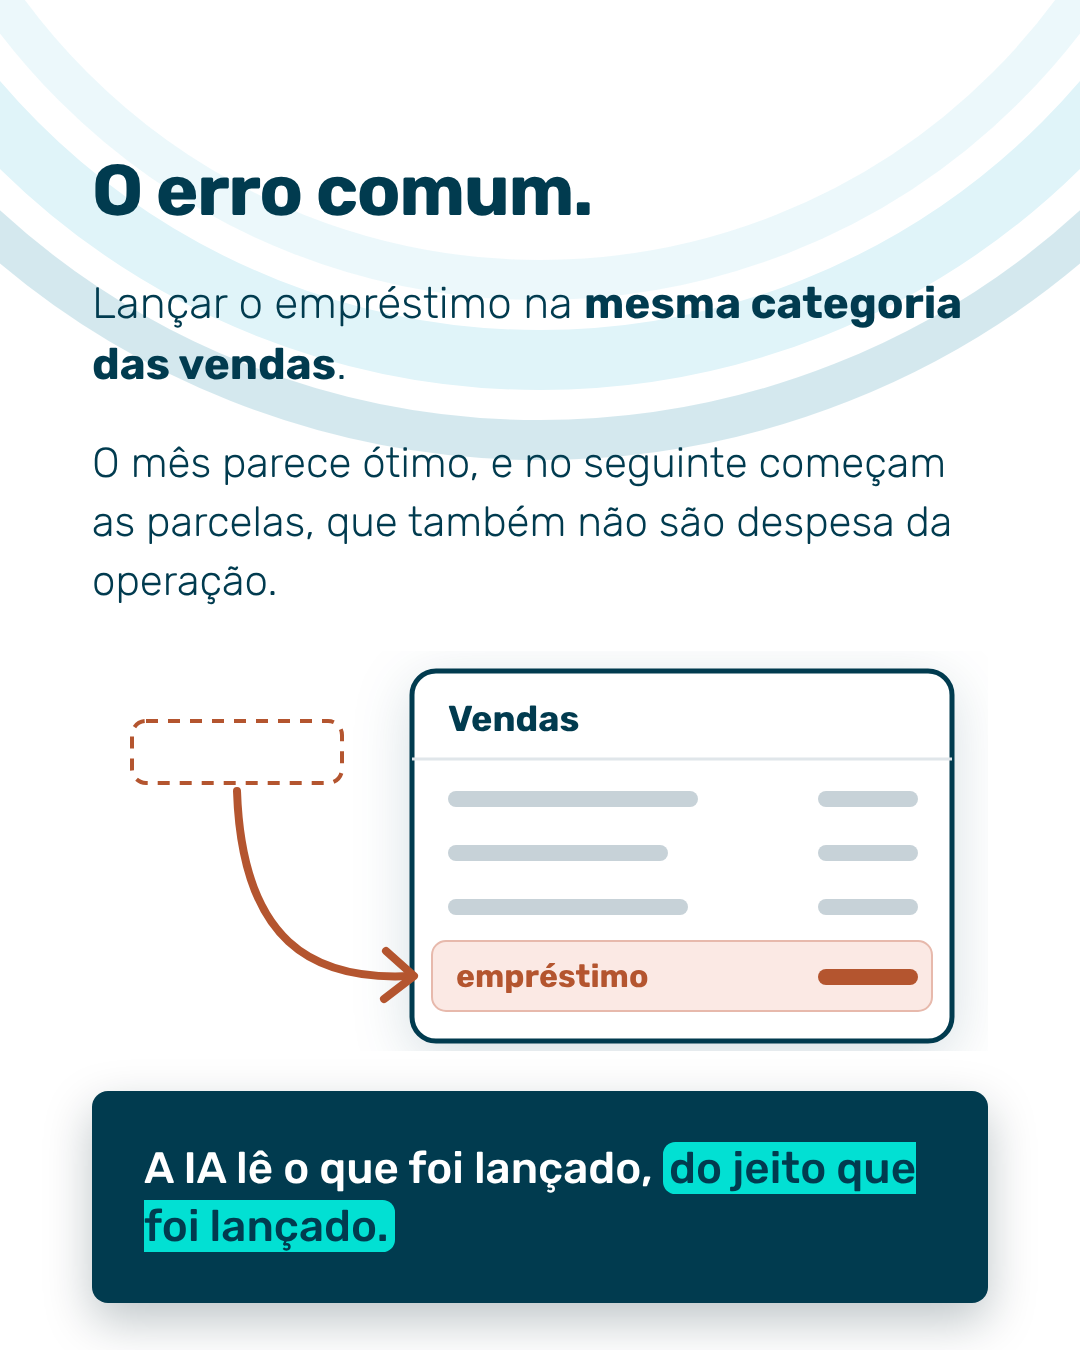 O erro comum.
Lançar o empréstimo na mesma categoria
das vendas.
O mês parece ótimo, e no seguinte começam
as parcelas, que também não são despesa da
operação.
Vendas
empréstimo
A IA lê o que foi lançado, do jeito que
foi lançado.